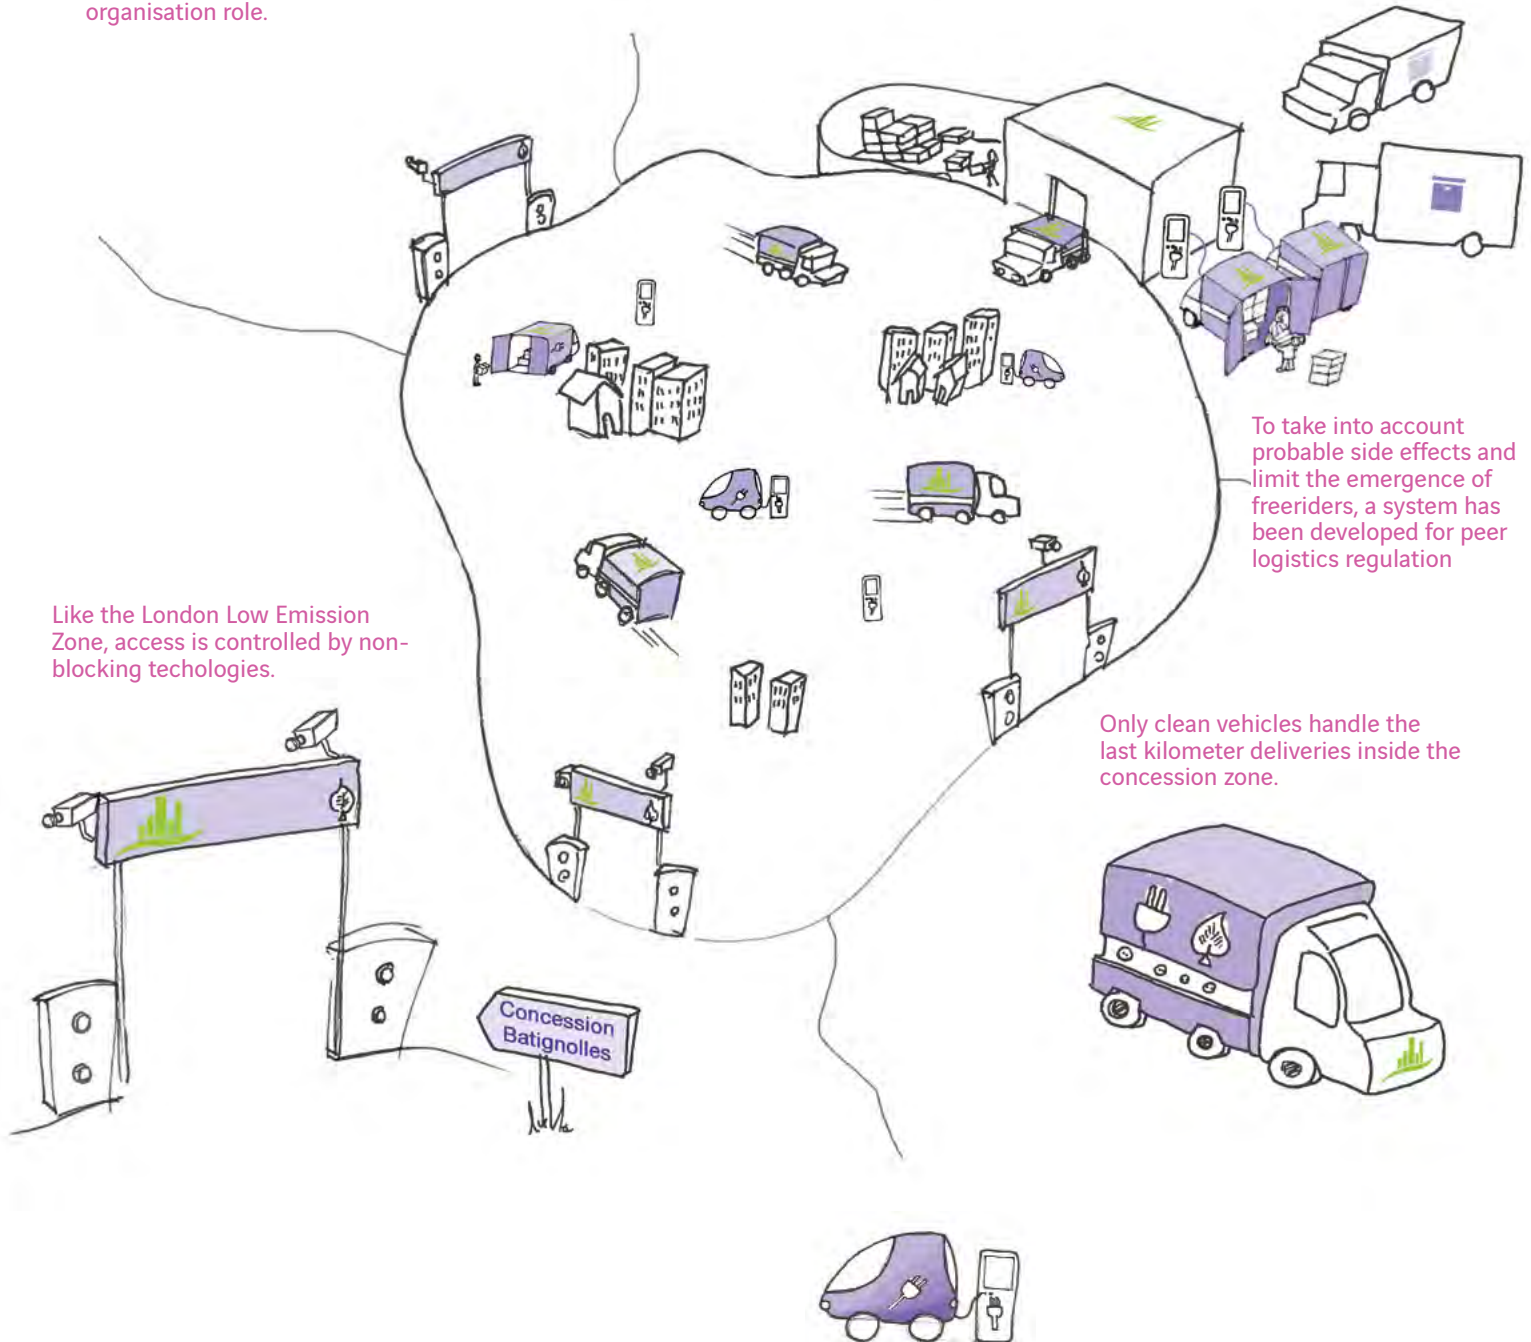 organisation role.
To take into account
probable side effects and
limit the emergence of
freeriders, a system has
been developed for peer
logistics regulation
Like the London Low Emission
Zone, access is controlled by non-
blocking techologies.
Only clean vehicles handle the
last kilometer deliveries inside the
concession zone.
Concession
Batignolles